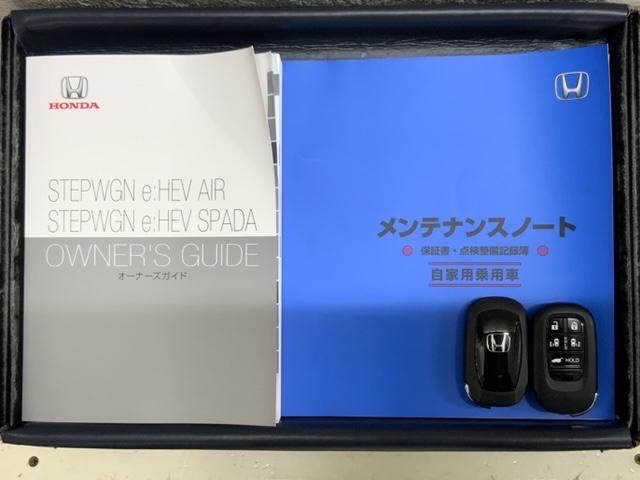 HONDA
STEPWGN e:HEV AIR
STEPWGN e:HEV SPADA
OWNER'S GUIDE
オーナーズガイド
メンテナンスノート
保証書・点検整備記録簿
自家用乗用車
HOLD